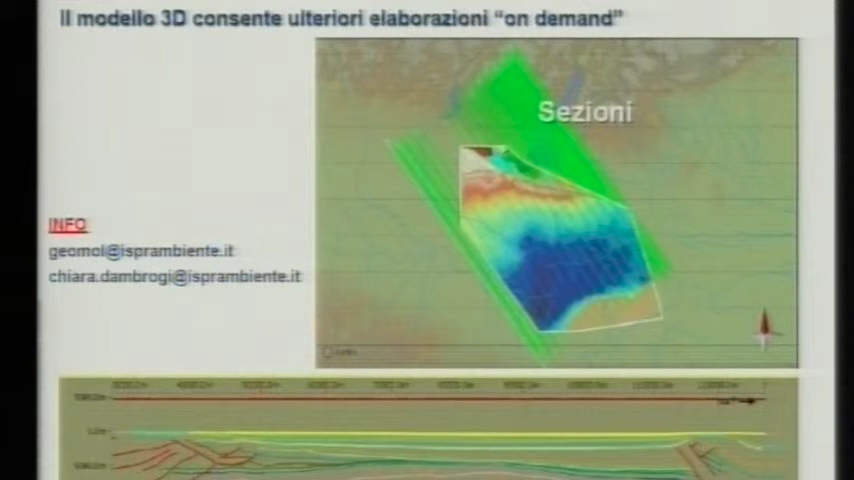 Il modello 3D consente ulteriori elaborazioni “on demand”
Sezioni
INFO
geomol@isprambiente.it
chiara.dambrogi@isprambiente.it